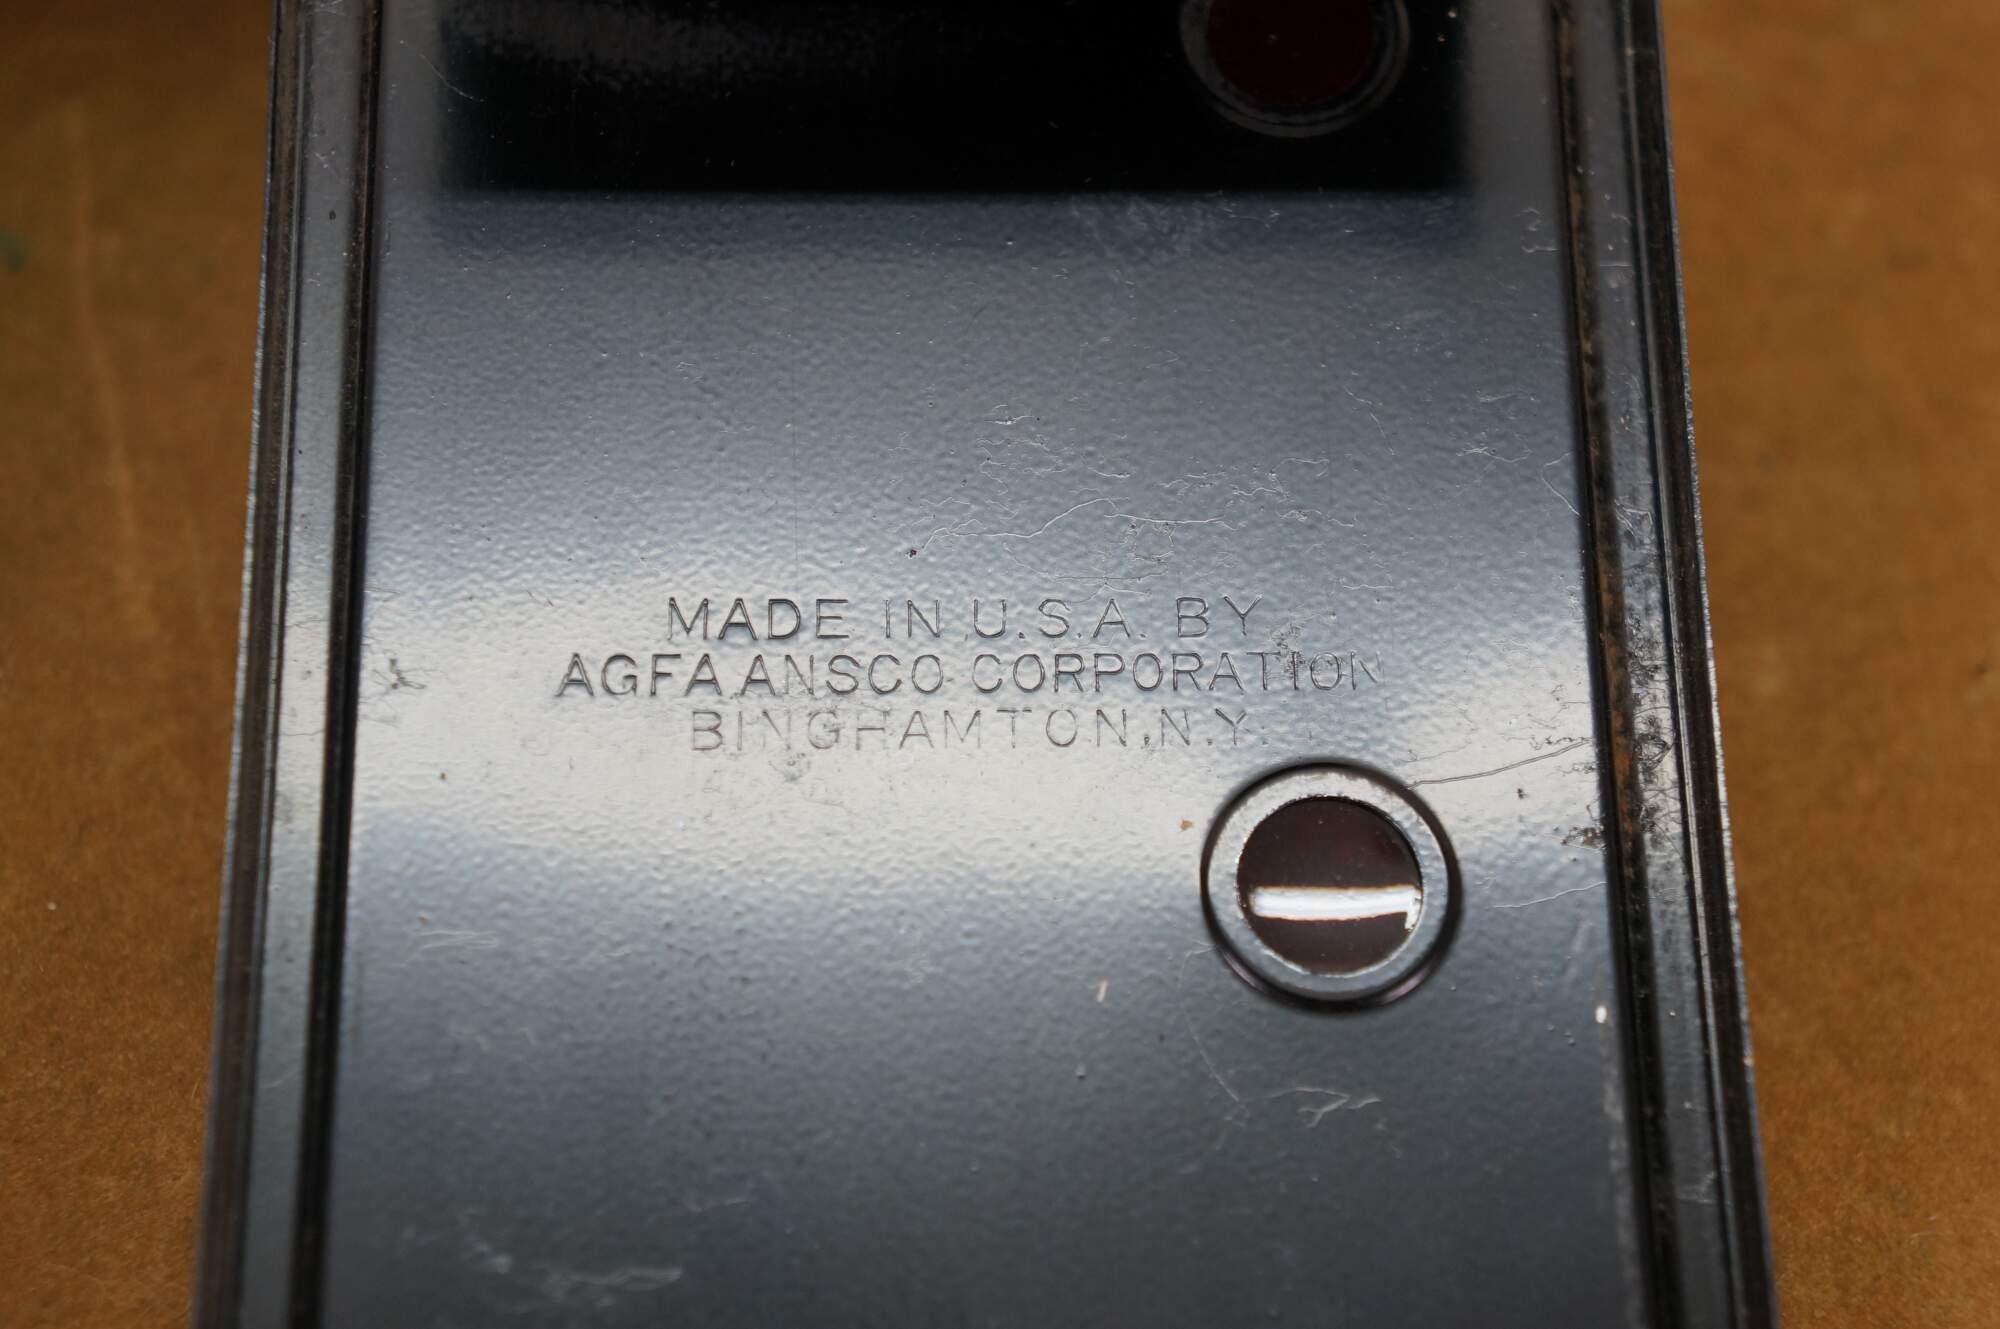 MADE IN U.S.A. BY
AGFA ANSCO CORPORATION
BINGHAMTON, N.Y.